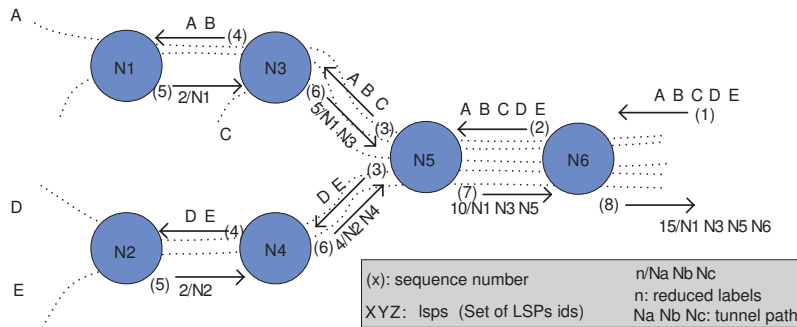 A
A B
(4)
N1
N3
(5)
2/N1
C
A B C
(6)
5/N1 N3
(3)
A B C D E
(2)
A B C D E
(1)
N5
N6
(3)
D E
(7)
10/N1 N3 N5
(8)
15/N1 N3 N5 N6
D
D E
(4)
N2
N4
(6)
4/N2 N4
(5)
2/N2
E
(x): sequence number
XYZ: lsps (Set of LSPs ids)
n/Na Nb Nc
n: reduced labels
Na Nb Nc: tunnel path